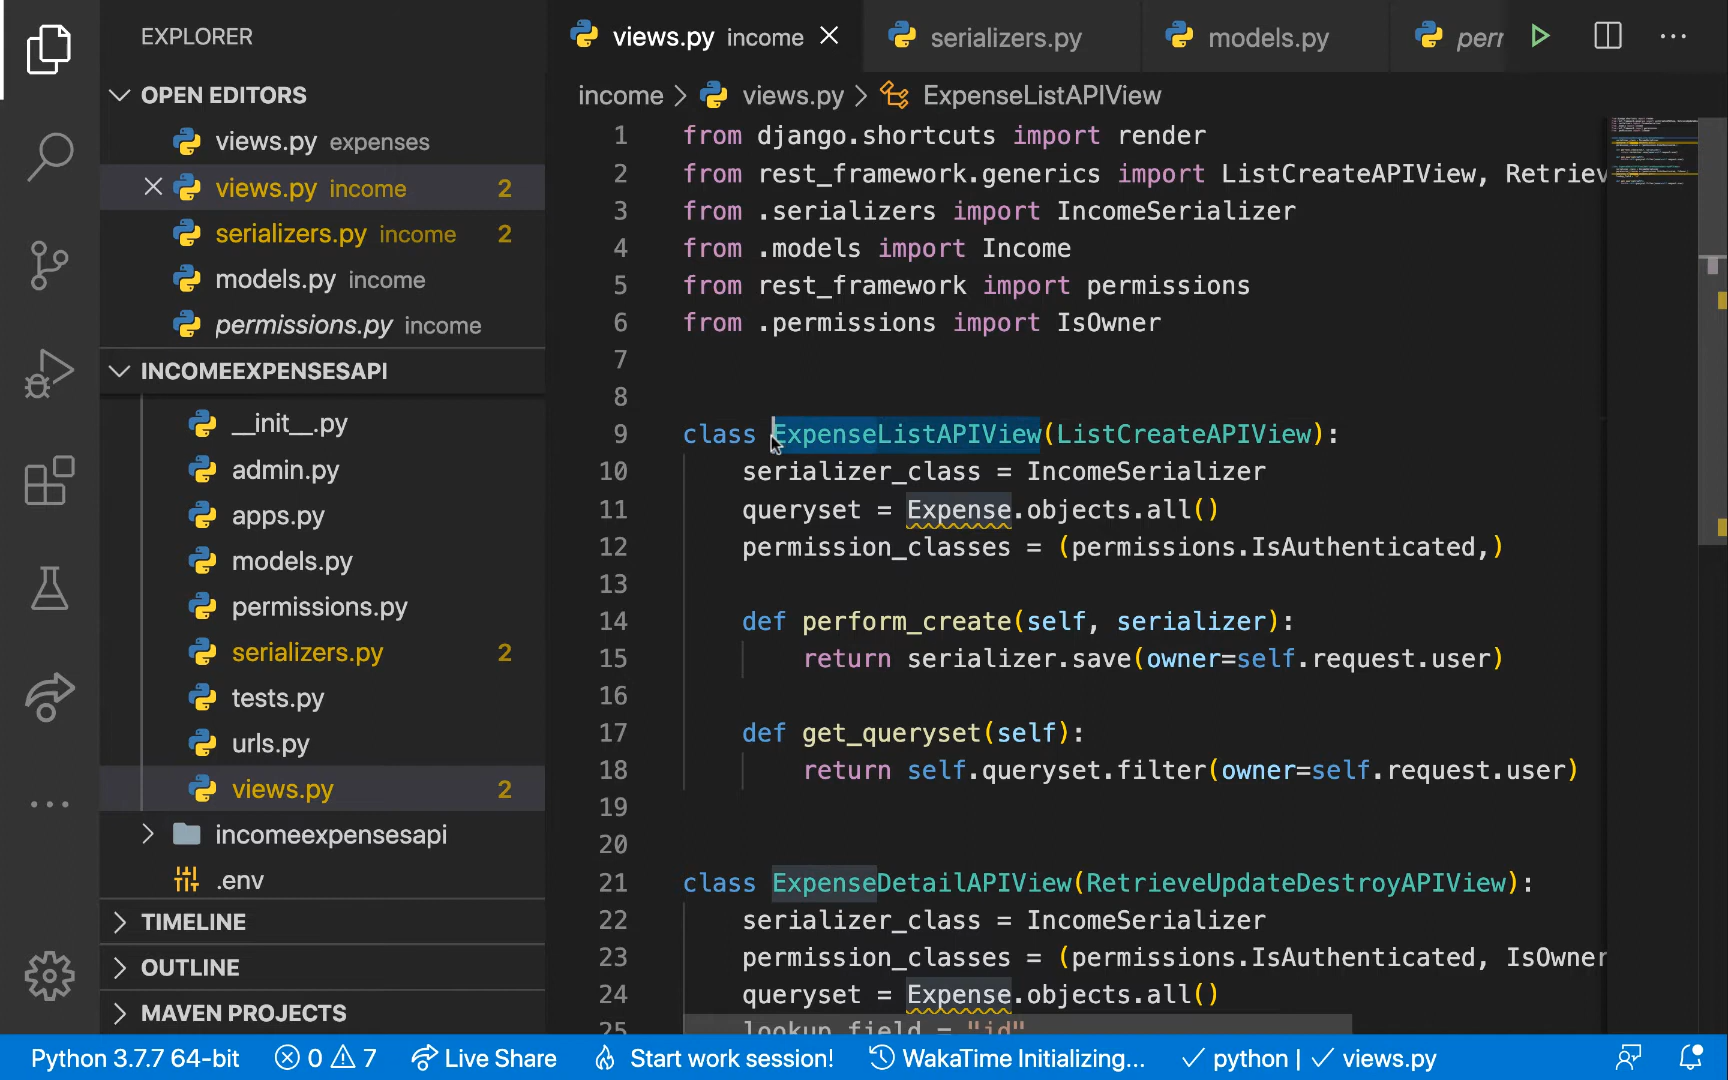 EXPLORER
OPEN EDITORS
views.py expenses
views.py income 2
serializers.py income 2
models.py income
permissions.py income
INCOMEEXPENSESAPI
__init__.py
admin.py
apps.py
models.py
permissions.py
serializers.py 2
tests.py
urls.py
views.py 2
incomeexpensesapi
.env
TIMELINE
OUTLINE
MAVEN PROJECTS
views.py income
serializers.py
models.py
perr
income > views.py > ExpenseListAPIView
1 from django.shortcuts import render
2 from rest_framework.generics import ListCreateAPIView, Retriev
3 from .serializers import IncomeSerializer
4 from .models import Income
5 from rest_framework import permissions
6 from .permissions import IsOwner
7
8
9 class ExpenseListAPIView(ListCreateAPIView):
10 serializer_class = IncomeSerializer
11 queryset = Expense.objects.all()
12 permission_classes = (permissions.IsAuthenticated,)
13
14 def perform_create(self, serializer):
15 return serializer.save(owner=self.request.user)
16
17 def get_queryset(self):
18 return self.queryset.filter(owner=self.request.user)
19
20
21 class ExpenseDetailAPIView(RetrieveUpdateDestroyAPIView):
22 serializer_class = IncomeSerializer
23 permission_classes = (permissions.IsAuthenticated, IsOwner
24 queryset = Expense.objects.all()
25 lookup_field = "id"
Python 3.7.7 64-bit 0 7 Live Share Start work session! WakaTime Initializing... python | views.py